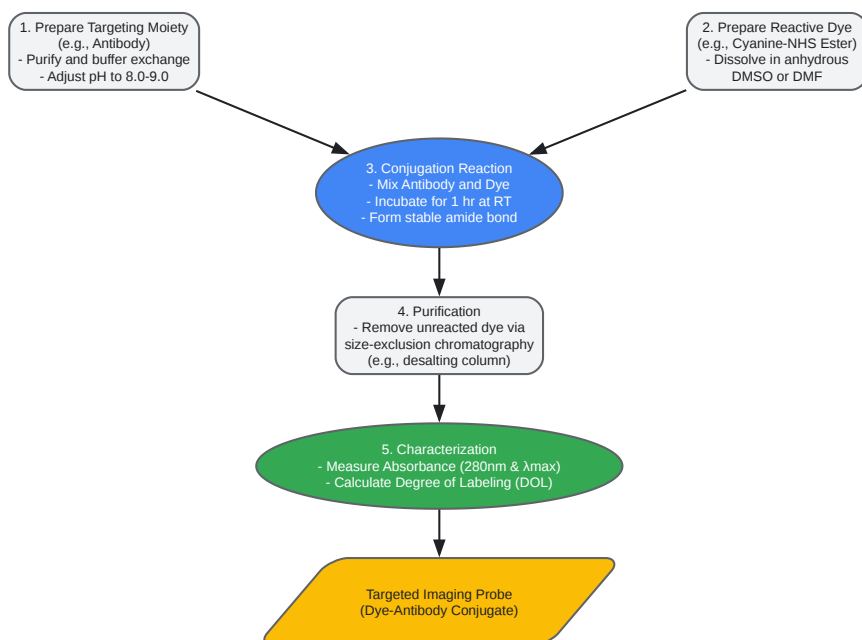 1. Prepare Targeting Moiety
(e.g., Antibody)
- Purify and buffer exchange
- Adjust pH to 8.0-9.0
2. Prepare Reactive Dye
(e.g., Cyanine-NHS Ester)
- Dissolve in anhydrous
DMSO or DMF
3. Conjugation Reaction
- Mix Antibody and Dye
- Incubate for 1 hr at RT
- Form stable amide bond
4. Purification
- Remove unreacted dye via
size-exclusion chromatography
(e.g., desalting column)
5. Characterization
- Measure Absorbance (280nm & λmax)
- Calculate Degree of Labeling (DOL)
Targeted Imaging Probe
(Dye-Antibody Conjugate)